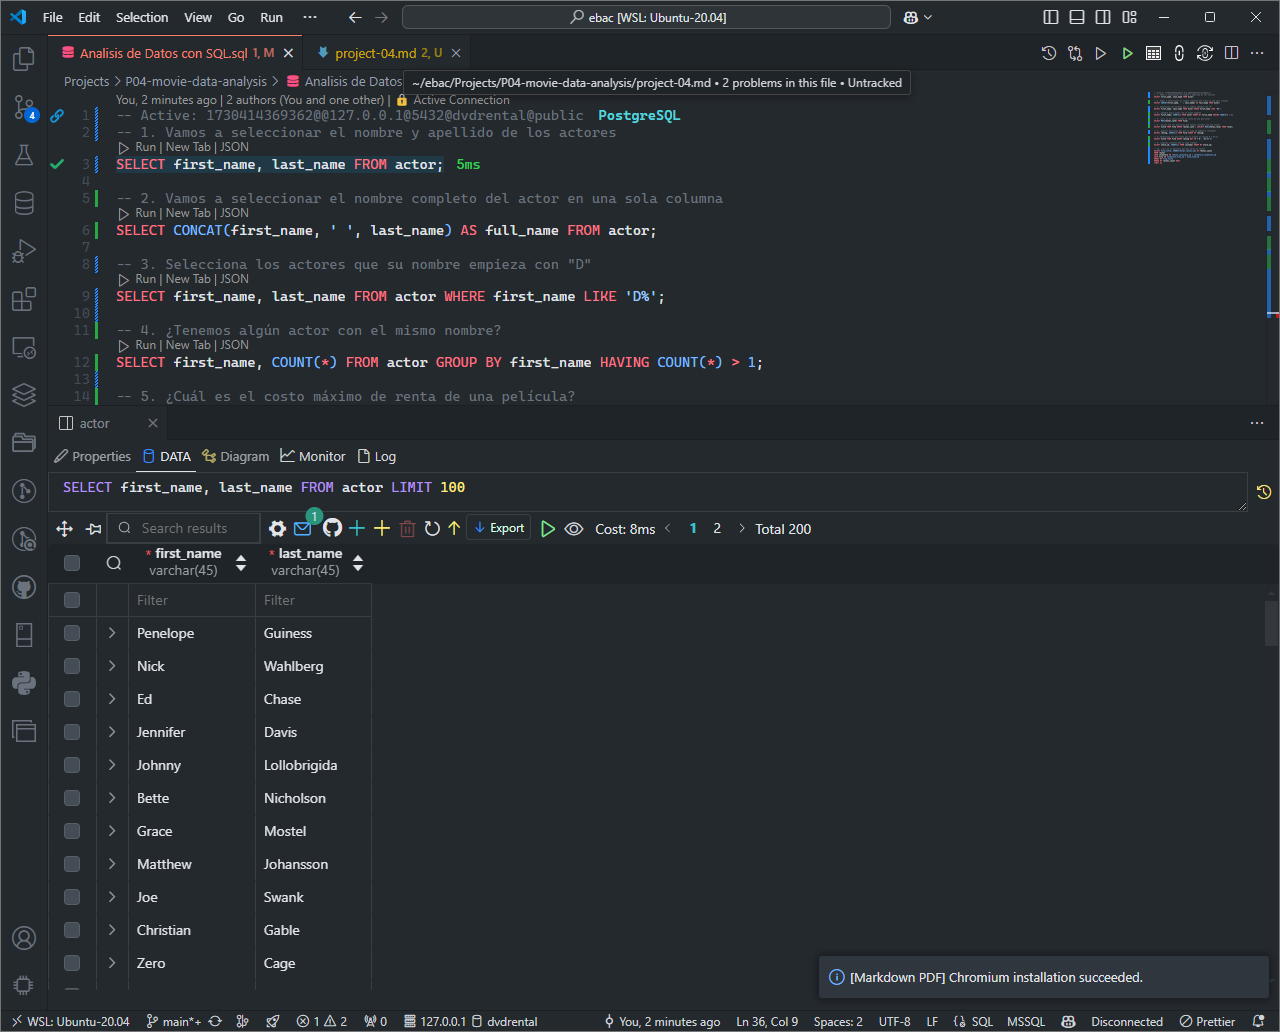 File Edit Selection View Go Run ··· ebac [WSL: Ubuntu-20.04]
Analisis de Datos con SQL.sql 1, M project-04.md 2, U
Projects > P04-movie-data-analysis > Analisis de Datos
~/ebac/Projects/P04-movie-data-analysis/project-04.md • 2 problems in this file • Untracked
You, 2 minutes ago | 2 authors (You and one other) | Active Connection
1 -- Active: 1730414369362@@127.0.0.1@5432@dvdrental@public PostgreSQL
2 -- 1. Vamos a seleccionar el nombre y apellido de los actores
Run | New Tab | JSON
3 SELECT first_name, last_name FROM actor; 5ms
4
5 -- 2. Vamos a seleccionar el nombre completo del actor en una sola columna
Run | New Tab | JSON
6 SELECT CONCAT(first_name, ' ', last_name) AS full_name FROM actor;
7
8 -- 3. Selecciona los actores que su nombre empieza con "D"
Run | New Tab | JSON
9 SELECT first_name, last_name FROM actor WHERE first_name LIKE 'D%';
10
11 -- 4. ¿Tenemos algún actor con el mismo nombre?
Run | New Tab | JSON
12 SELECT first_name, COUNT(*) FROM actor GROUP BY first_name HAVING COUNT(*) > 1;
13
14 -- 5. ¿Cuál es el costo máximo de renta de una película?
4
actor
Properties DATA Diagram Monitor Log
SELECT first_name, last_name FROM actor LIMIT 100
Search results 1 Export Cost: 8ms < 1 2 > Total 200
* first_name * last_name
varchar(45) varchar(45)
Filter Filter
Penelope Guiness
Nick Wahlberg
Ed Chase
Jennifer Davis
Johnny Lollobrigida
Bette Nicholson
Grace Mostel
Matthew Johansson
Joe Swank
Christian Gable
Zero Cage
[Markdown PDF] Chromium installation succeeded.
WSL: Ubuntu-20.04 main*+ 1 2 0 127.0.0.1 dvdrental You, 2 minutes ago Ln 36, Col 9 Spaces: 2 UTF-8 LF SQL MSSQL Disconnected Prettier